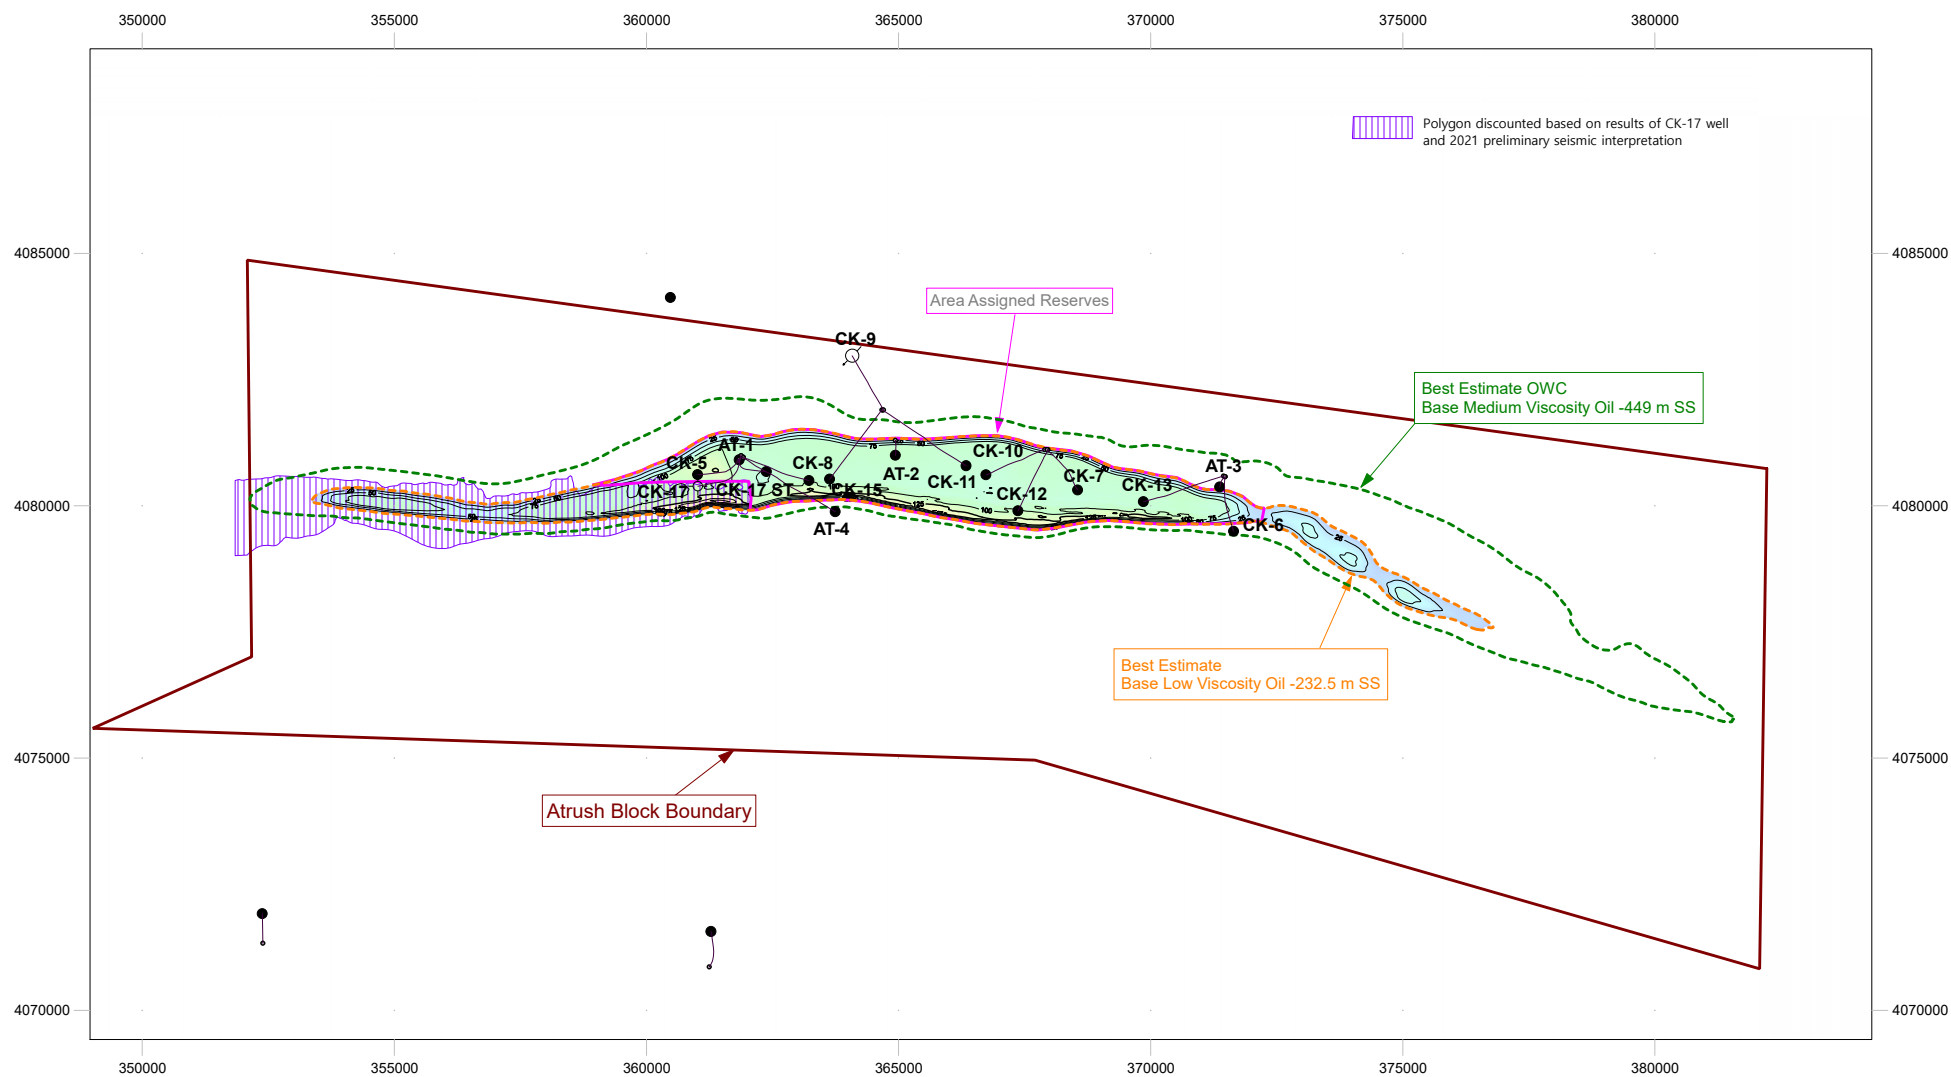 350000 355000 360000 365000 370000 375000 380000
Polygon discounted based on results of CK-17 well
and 2021 preliminary seismic interpretation
4085000 4085000
Area Assigned Reserves
CK-9
Best Estimate OWC
Base Medium Viscosity Oil -449 m SS
AT-1
CK-5
CK-8
CK-10
AT-2
CK-11
CK-7
AT-3
CK-13
CK-17
CK-17 ST
CK-15
CK-12
4080000 4080000
AT-4
CK-6
Best Estimate
Base Low Viscosity Oil -232.5 m SS
4075000 4075000
Atrush Block Boundary
4070000 4070000
350000 355000 360000 365000 370000 375000 380000